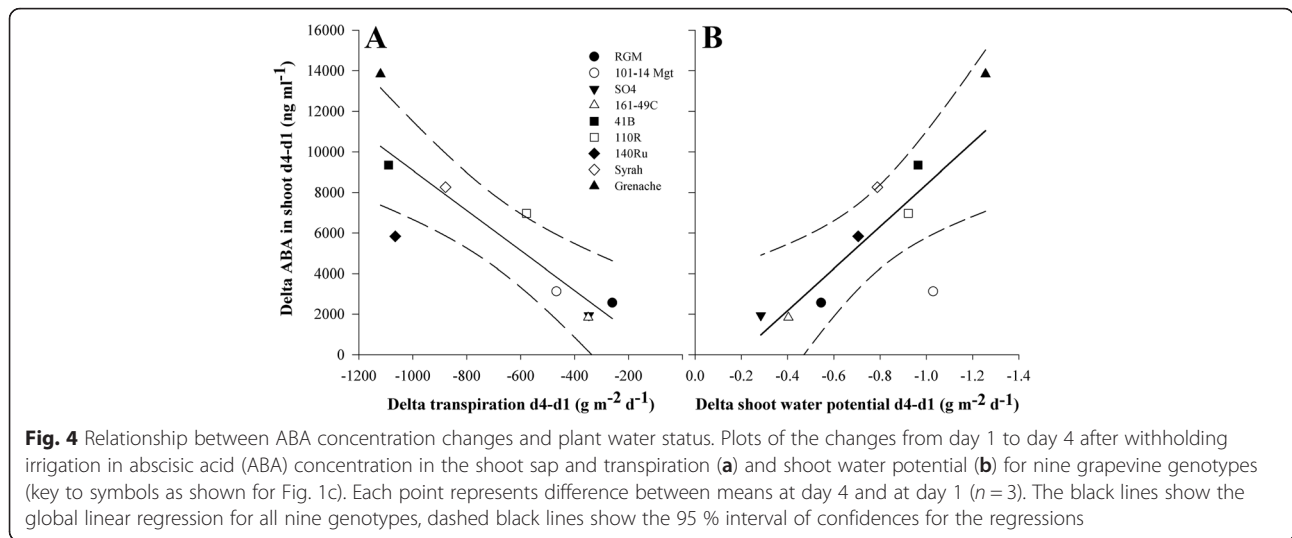 A
B
16000
14000
12000
10000
8000
6000
4000
2000
0
Delta ABA in shoot d4-d1 (ng ml⁻¹)
RGM
101-14 Mgt
SO4
161-49C
41B
110R
140Ru
Syrah
Grenache
-1200 -1000 -800 -600 -400 -200
0.0 -0.2 -0.4 -0.6 -0.8 -1.0 -1.2 -1.4
Delta transpiration d4-d1 (g m⁻² d⁻¹)
Delta shoot water potential d4-d1 (g m⁻² d⁻¹)
Fig. 4 Relationship between ABA concentration changes and plant water status. Plots of the changes from day 1 to day 4 after withholding
irrigation in abscisic acid (ABA) concentration in the shoot sap and transpiration (a) and shoot water potential (b) for nine grapevine genotypes
(key to symbols as shown for Fig. 1c). Each point represents difference between means at day 4 and at day 1 (n = 3). The black lines show the
global linear regression for all nine genotypes, dashed black lines show the 95 % interval of confidences for the regressions